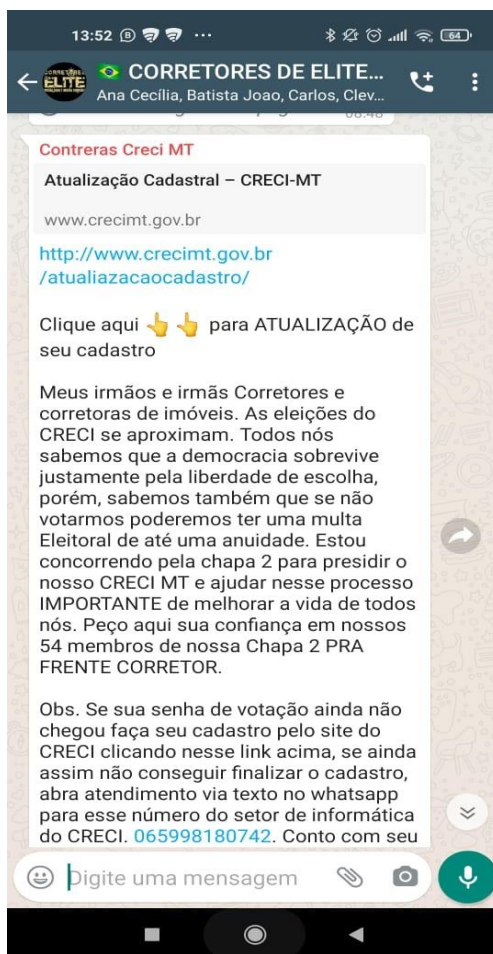 13:52
64
CORRETORES DE ELITE...
Ana Cecília, Batista Joao, Carlos, Clev...
08:48
Contreras Creci MT
Atualização Cadastral – CRECI-MT
www.crecimt.gov.br
http://www.crecimt.gov.br
/atualiazacaocadastro/
Clique aqui 👆 👆 para ATUALIZAÇÃO de
seu cadastro
Meus irmãos e irmãs Corretores e
corretoras de imóveis. As eleições do
CRECI se aproximam. Todos nós
sabemos que a democracia sobrevive
justamente pela liberdade de escolha,
porém, sabemos também que se não
votarmos poderemos ter uma multa
Eleitoral de até uma anuidade. Estou
concorrendo pela chapa 2 para presidir o
nosso CRECI MT e ajudar nesse processo
IMPORTANTE de melhorar a vida de todos
nós. Peço aqui sua confiança em nossos
54 membros de nossa Chapa 2 PRA
FRENTE CORRETOR.
Obs. Se sua senha de votação ainda não
chegou faça seu cadastro pelo site do
CRECI clicando nesse link acima, se ainda
assim não conseguir finalizar o cadastro,
abra atendimento via texto no whatsapp
para esse número do setor de informática
do CRECI. 065998180742. Conto com seu
Digite uma mensagem